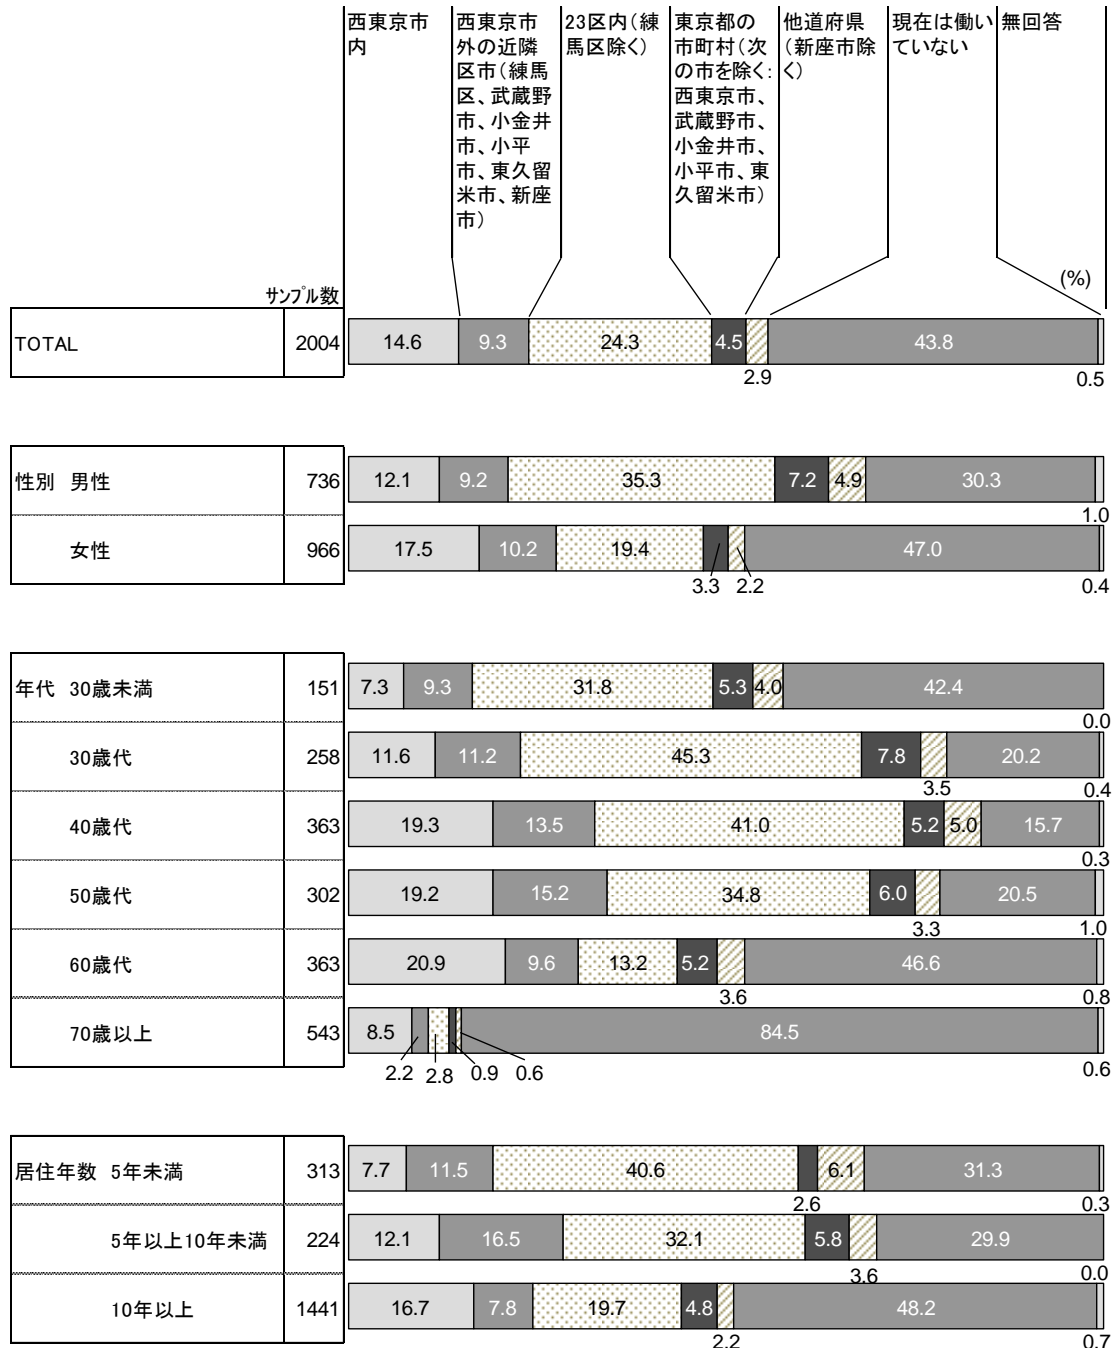 西東京市
内
西東京市
外の近隣
区市（練馬
区、武蔵野
市、小金井
市、小平
市、東久留
米市、新座
市）
23区内（練
馬区除く）
東京都の
市町村（次
の市を除く：
西東京市、
武蔵野市、
小金井市、
小平市、東
久留米市）
他道府県
（新座市除
く）
現在は働い
ていない
無回答
(%)
サンプル数
TOTAL 2004 14.6 9.3 24.3 4.5 43.8
2.9 0.5
性別 男性 736 12.1 9.2 35.3 7.2 4.9 30.3
1.0
女性 966 17.5 10.2 19.4 47.0
3.3 2.2 0.4
年代 30歳未満 151 7.3 9.3 31.8 5.3 4.0 42.4
0.0
30歳代 258 11.6 11.2 45.3 7.8 20.2
3.5 0.4
40歳代 363 19.3 13.5 41.0 5.2 5.0 15.7
0.3
50歳代 302 19.2 15.2 34.8 6.0 20.5
3.3 1.0
60歳代 363 20.9 9.6 13.2 5.2 46.6
3.6 0.8
70歳以上 543 8.5 84.5
2.2 2.8 0.9 0.6 0.6
居住年数 5年未満 313 7.7 11.5 40.6 6.1 31.3
2.6 0.3
5年以上10年未満 224 12.1 16.5 32.1 5.8 29.9
3.6 0.0
10年以上 1441 16.7 7.8 19.7 4.8 48.2
2.2 0.7